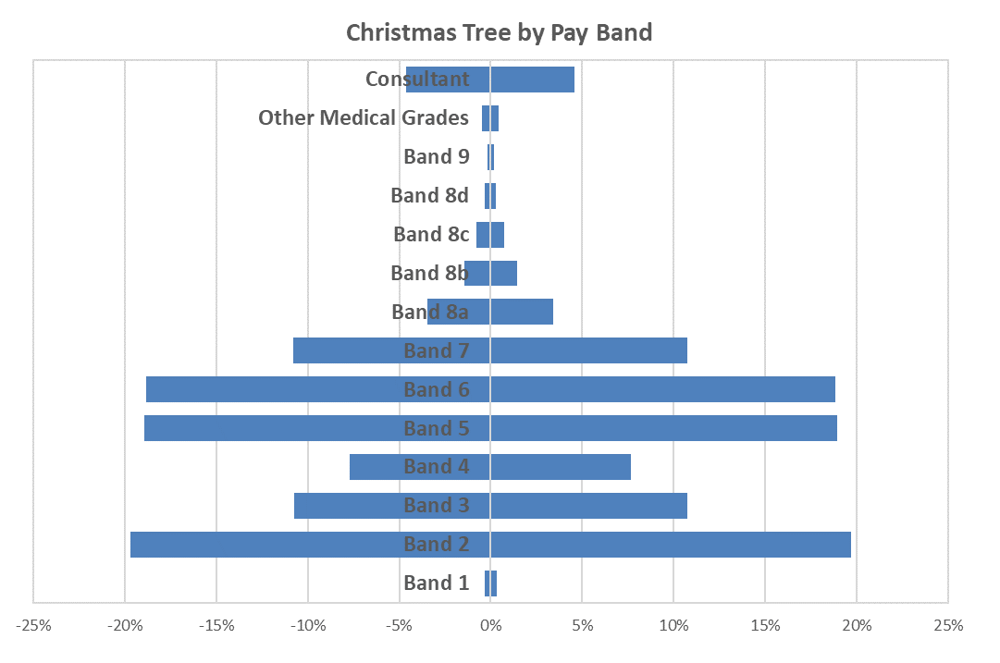 Christmas Tree by Pay Band
Consultant
Other Medical Grades
Band 9
Band 8d
Band 8c
Band 8b
Band 8a
Band 7
Band 6
Band 5
Band 4
Band 3
Band 2
Band 1
-25% -20% -15% -10% -5% 0% 5% 10% 15% 20% 25%